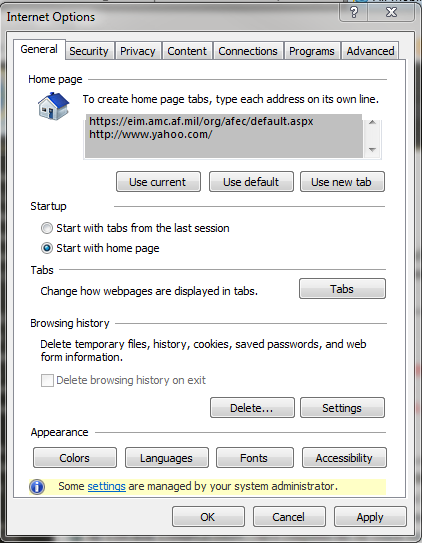 Internet Options
General Security Privacy Content Connections Programs Advanced
Home page
To create home page tabs, type each address on its own line.
https://eim.amc.af.mil/org/afec/default.aspx
http://www.yahoo.com/
Use current Use default Use new tab
Startup
Start with tabs from the last session
Start with home page
Tabs
Change how webpages are displayed in tabs. Tabs
Browsing history
Delete temporary files, history, cookies, saved passwords, and web
form information.
Delete browsing history on exit
Delete... Settings
Appearance
Colors Languages Fonts Accessibility
Some settings are managed by your system administrator.
OK Cancel Apply